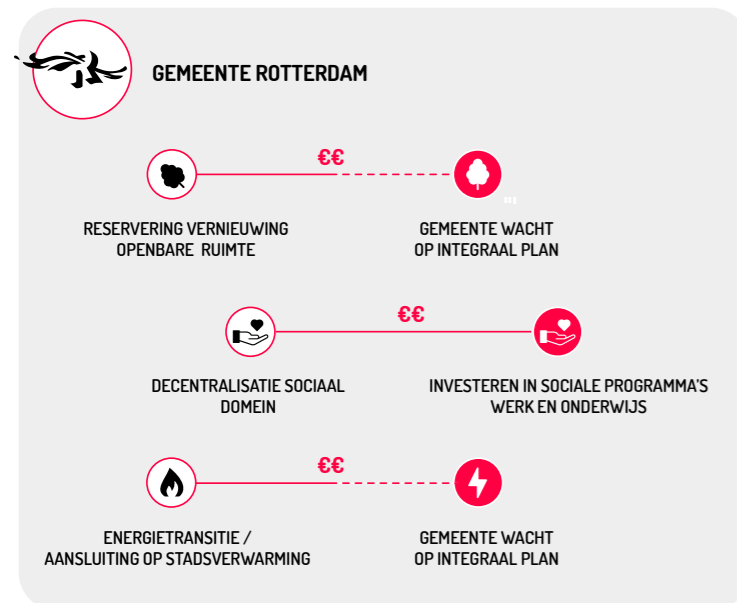 GEMEENTE ROTTERDAM
€€
RESERVERING VERNIEUWING
OPENBARE RUIMTE
GEMEENTE WACHT
OP INTEGRAAL PLAN
€€
DECENTRALISATIE SOCIAAL
DOMEIN
INVESTEREN IN SOCIALE PROGRAMMA'S
WERK EN ONDERWIJS
€€
ENERGIETRANSITIE /
AANSLUITING OP STADSVERWARMING
GEMEENTE WACHT
OP INTEGRAAL PLAN